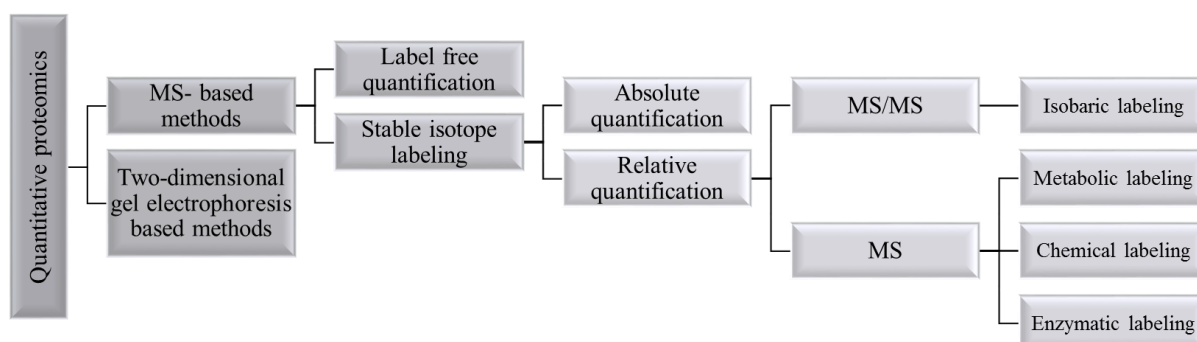 Quantitative proteomics
MS- based
methods
Two-dimensional
gel electrophoresis
based methods
Label free
quantification
Stable isotope
labeling
Absolute
quantification
Relative
quantification
MS/MS
MS
Isobaric labeling
Metabolic labeling
Chemical labeling
Enzymatic labeling